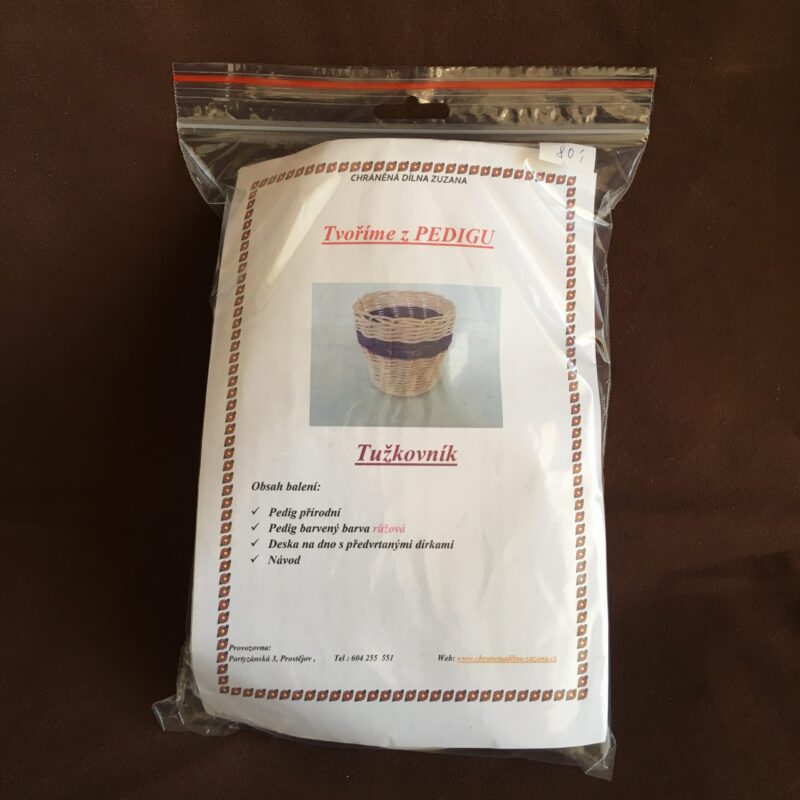 80,-
CHRÁNĚNÁ DÍLNA ZUZANA
Tvoříme z PEDIGU
Tužkovník
Obsah balení:
✓ Pedig přírodní
✓ Pedig barvený barva růžová
✓ Deska na dno s předvrtanými dírkami
✓ Návod
Provozovna:
Partyzánská 3, Prostějov , Tel : 604 255 551 Web: www.chranenadilna-zuzana.cz